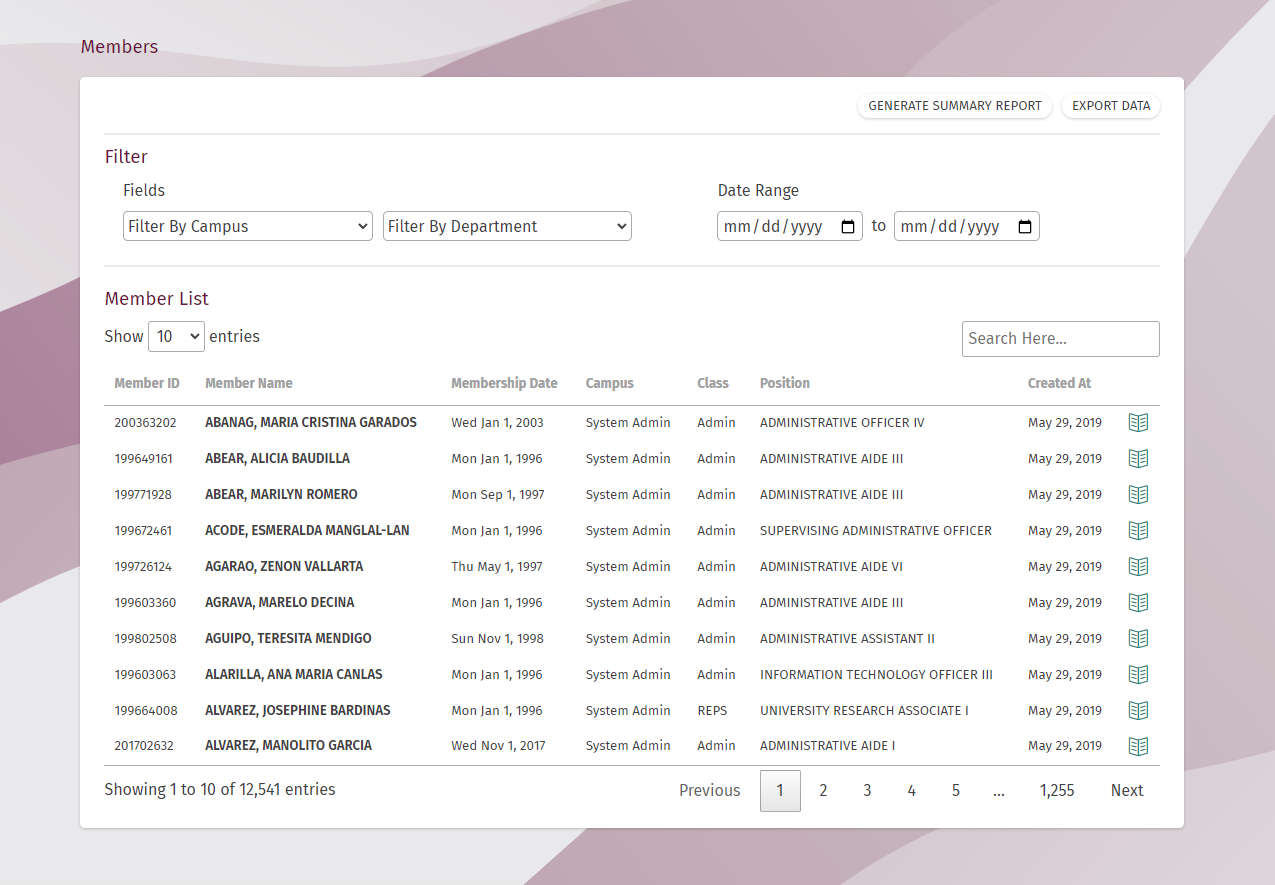 Members
GENERATE SUMMARY REPORT EXPORT DATA
Filter
Fields Date Range
Filter By Campus Filter By Department mm/dd/yyyy to mm/dd/yyyy
Member List
Show 10 entries Search Here...
Member ID Member Name Membership Date Campus Class Position Created At
200363202 ABANAG, MARIA CRISTINA GARADOS Wed Jan 1, 2003 System Admin Admin ADMINISTRATIVE OFFICER IV May 29, 2019
199649161 ABEAR, ALICIA BAUDILLA Mon Jan 1, 1996 System Admin Admin ADMINISTRATIVE AIDE III May 29, 2019
199771928 ABEAR, MARILYN ROMERO Mon Sep 1, 1997 System Admin Admin ADMINISTRATIVE AIDE III May 29, 2019
199672461 ACODE, ESMERALDA MANGLAL-LAN Mon Jan 1, 1996 System Admin Admin SUPERVISING ADMINISTRATIVE OFFICER May 29, 2019
199726124 AGARAO, ZENON VALLARTA Thu May 1, 1997 System Admin Admin ADMINISTRATIVE AIDE VI May 29, 2019
199603360 AGRAVA, MARELO DECINA Mon Jan 1, 1996 System Admin Admin ADMINISTRATIVE AIDE III May 29, 2019
199802508 AGUIPO, TERESITA MENDIGO Sun Nov 1, 1998 System Admin Admin ADMINISTRATIVE ASSISTANT II May 29, 2019
199603063 ALARILLA, ANA MARIA CANLAS Mon Jan 1, 1996 System Admin Admin INFORMATION TECHNOLOGY OFFICER III May 29, 2019
199664008 ALVAREZ, JOSEPHINE BARDINAS Mon Jan 1, 1996 System Admin REPS UNIVERSITY RESEARCH ASSOCIATE I May 29, 2019
201702632 ALVAREZ, MANOLITO GARCIA Wed Nov 1, 2017 System Admin Admin ADMINISTRATIVE AIDE I May 29, 2019
Showing 1 to 10 of 12,541 entries Previous 1 2 3 4 5 ... 1,255 Next